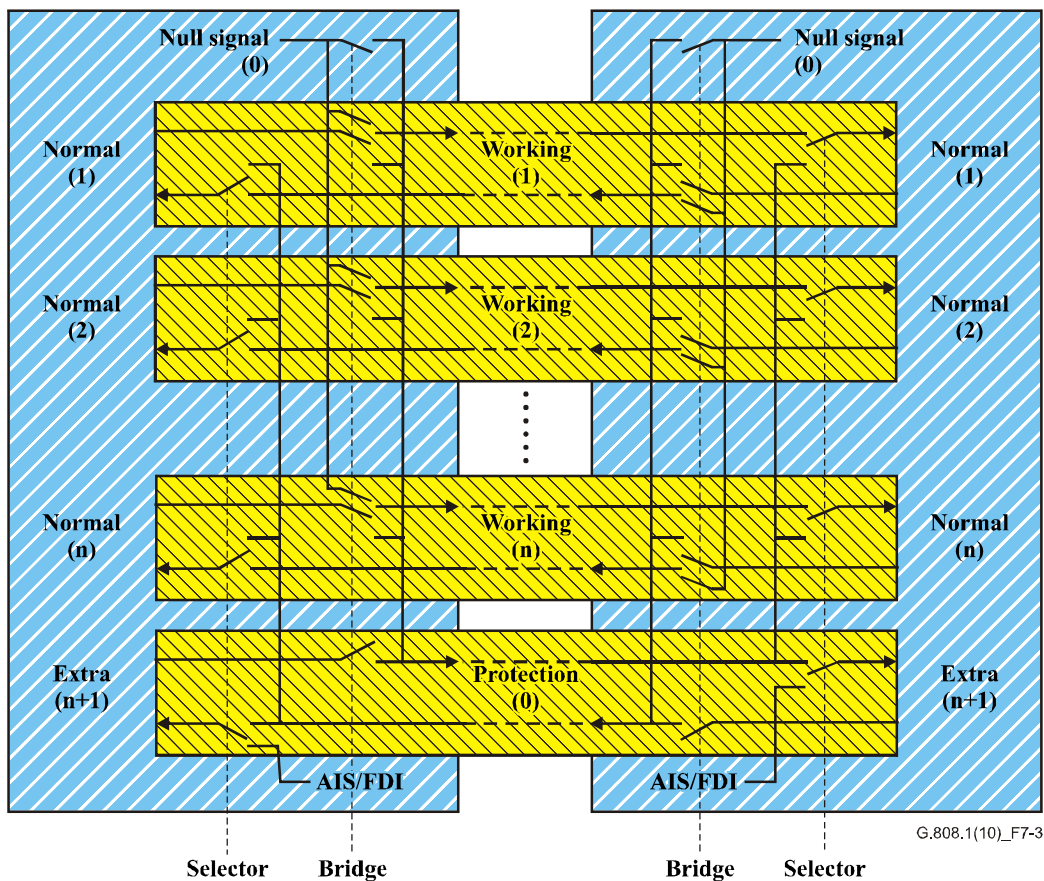 Null signal
(0)
Null signal
(0)
Normal
(1)
Working
(1)
Normal
(1)
Normal
(2)
Working
(2)
Normal
(2)
Normal
(n)
Working
(n)
Normal
(n)
Extra
(n+1)
Protection
(0)
Extra
(n+1)
AIS/FDI
AIS/FDI
G.808.1(10)_F7-3
Selector
Bridge
Bridge
Selector